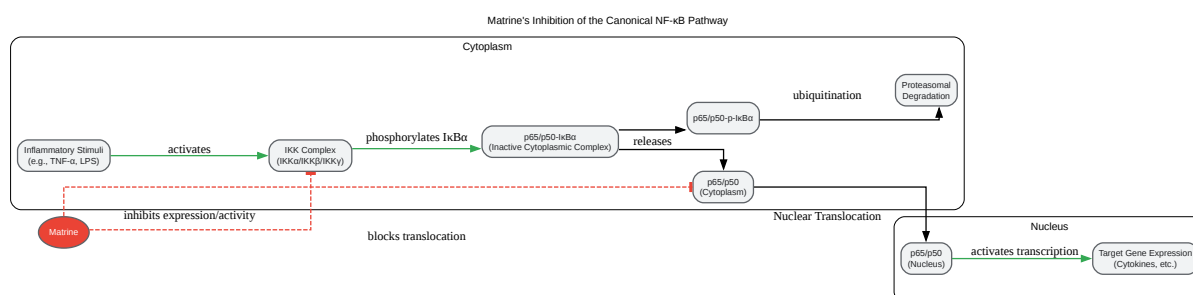 Matrine's Inhibition of the Canonical NF-κB Pathway
Cytoplasm
Proteasomal
Degradation
ubiquitination
p65/p50-p-IκBα
phosphorylates IκBα
p65/p50-IκBα
(Inactive Cytoplasmic Complex)
releases
Inflammatory Stimuli
(e.g., TNF-α, LPS)
activates
IKK Complex
(IKKα/IKKβ/IKKγ)
p65/p50
(Cytoplasm)
inhibits expression/activity
Matrine
blocks translocation
Nuclear Translocation
Nucleus
p65/p50
(Nucleus)
activates transcription
Target Gene Expression
(Cytokines, etc.)